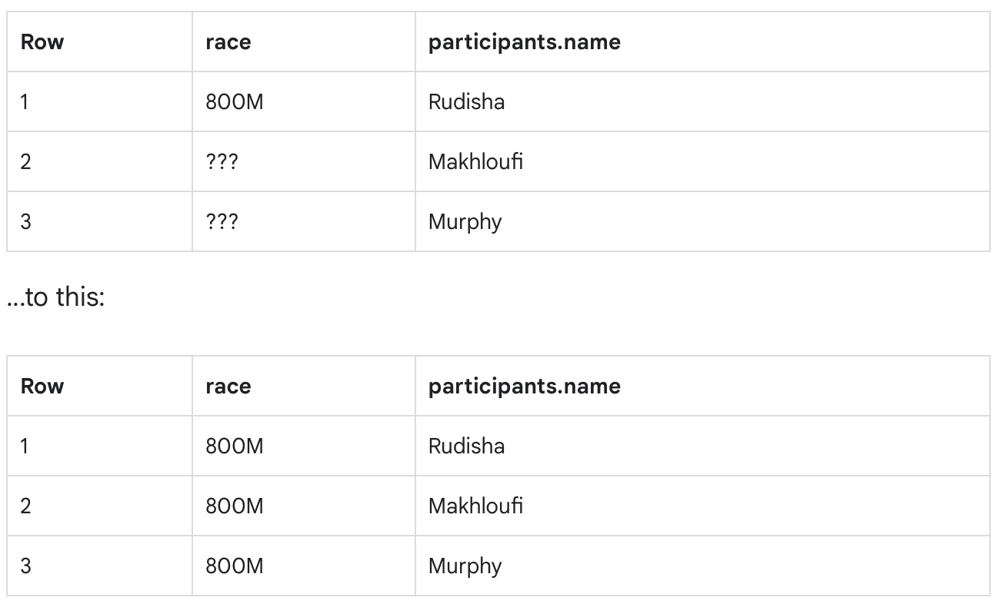 Row race participants.name
1 800M Rudisha
2 ??? Makhloufi
3 ??? Murphy
...to this:
Row race participants.name
1 800M Rudisha
2 800M Makhloufi
3 800M Murphy